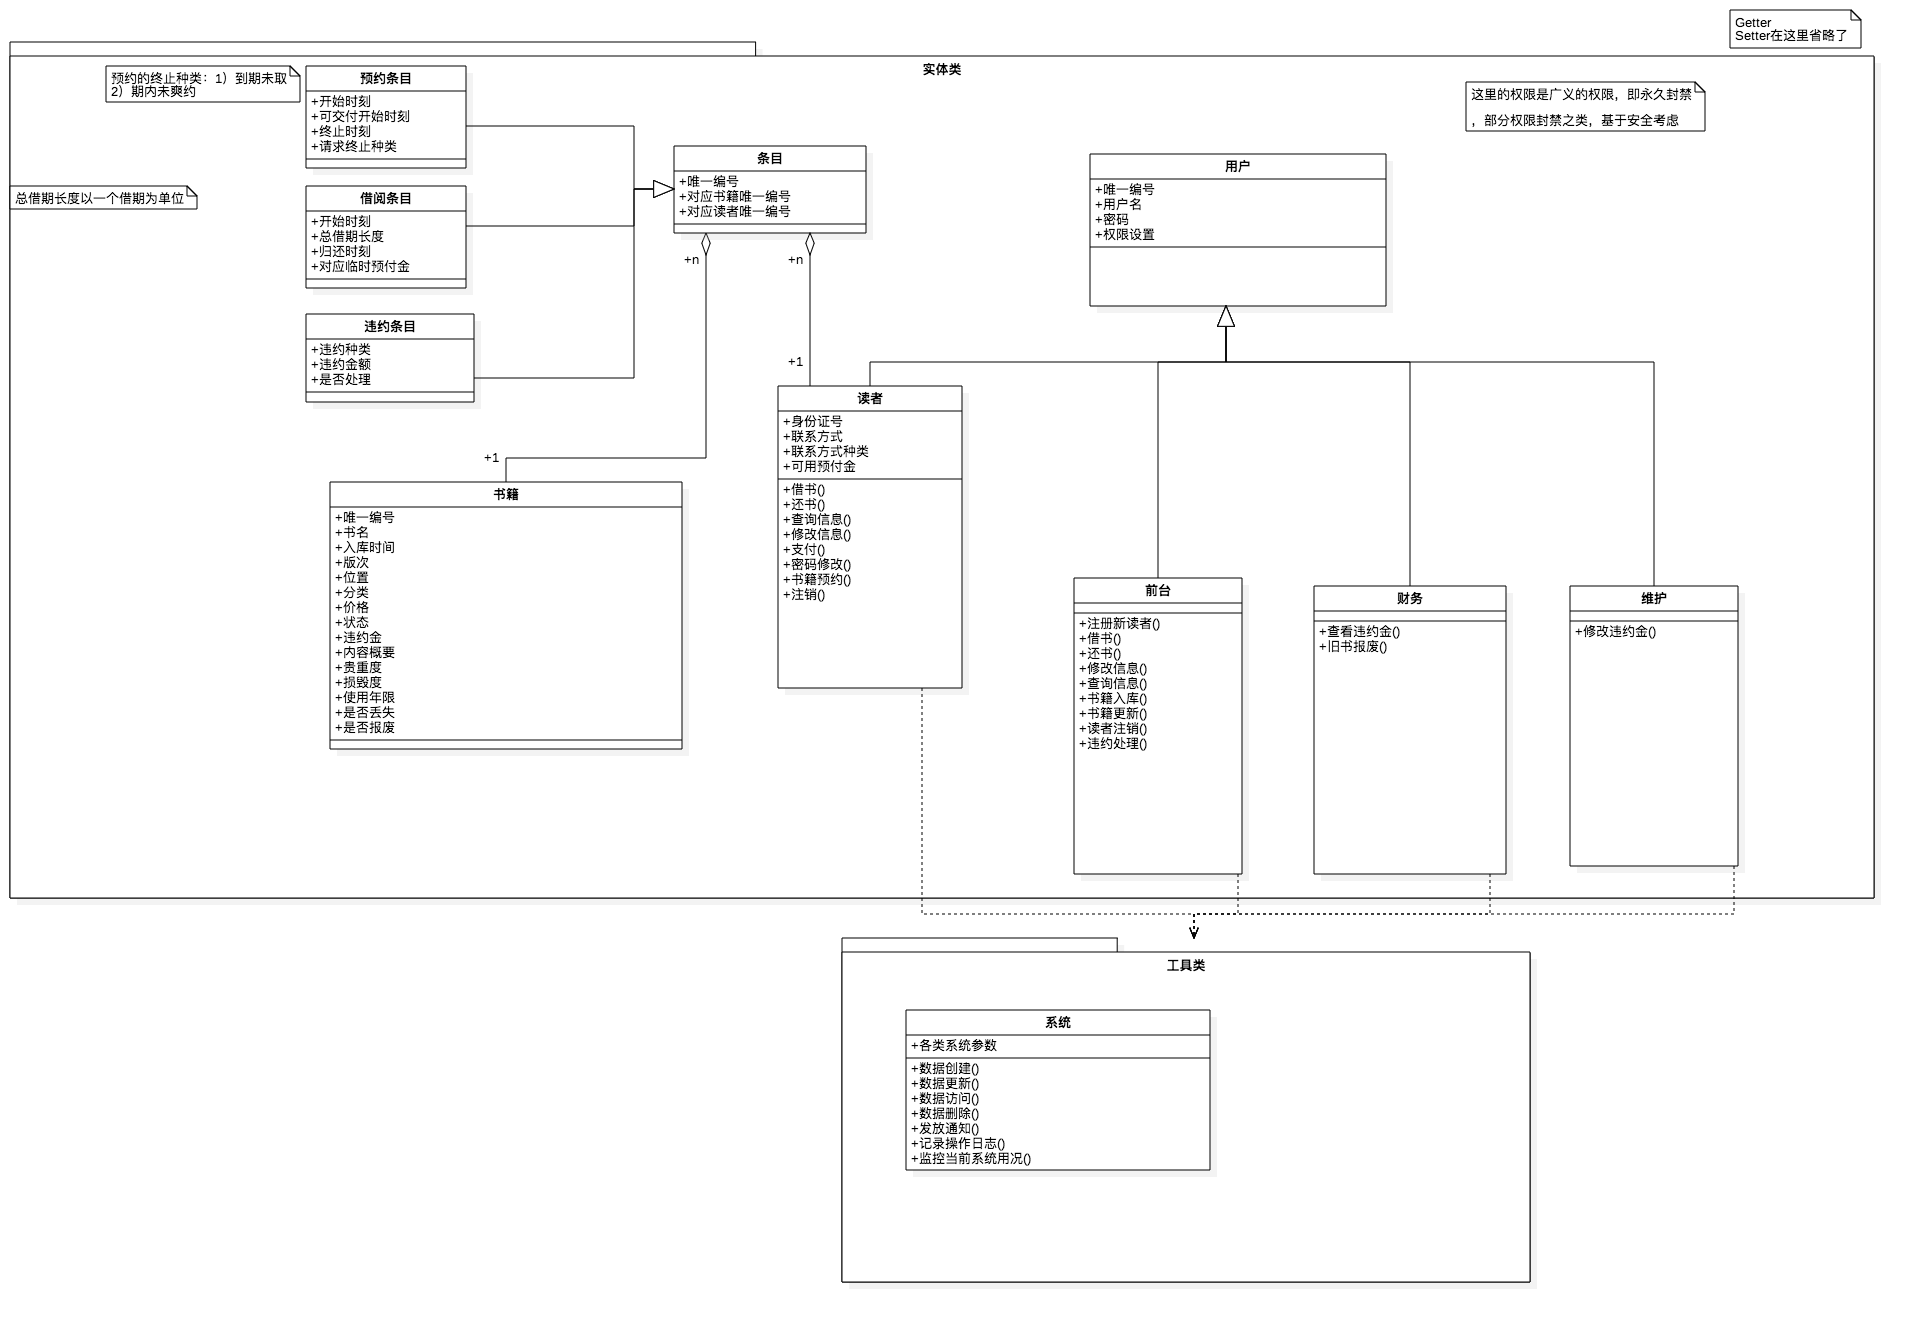 Getter
Setter在这里省略了
实体类
预约的终止种类：1）到期未取
2）期内未爽约
预约条目
+开始时刻
+可交付开始时刻
+终止时刻
+请求终止种类
这里的权限是广义的权限，即永久封禁
，部分权限封禁之类，基于安全考虑
总借期长度以一个借期为单位
借阅条目
+开始时刻
+总借期长度
+归还时刻
+对应临时预付金
条目
+唯一编号
+对应书籍唯一编号
+对应读者唯一编号
用户
+唯一编号
+用户名
+密码
+权限设置
+n
+n
违约条目
+违约种类
+违约金额
+是否处理
+1
+1
读者
+身份证号
+联系方式
+联系方式种类
+可用预付金
+借书()
+还书()
+查询信息()
+修改信息()
+支付()
+密码修改()
+书籍预约()
+注销()
书籍
+唯一编号
+书名
+入库时间
+版次
+位置
+分类
+价格
+状态
+违约金
+内容概要
+贵重度
+损毁度
+使用年限
+是否丢失
+是否报废
前台
+注册新读者()
+借书()
+还书()
+修改信息()
+查询信息()
+书籍入库()
+书籍更新()
+读者注销()
+违约处理()
财务
+查看违约金()
+旧书报废()
维护
+修改违约金()
工具类
系统
+各类系统参数
+数据创建()
+数据更新()
+数据访问()
+数据删除()
+发放通知()
+记录操作日志()
+监控当前系统用况()